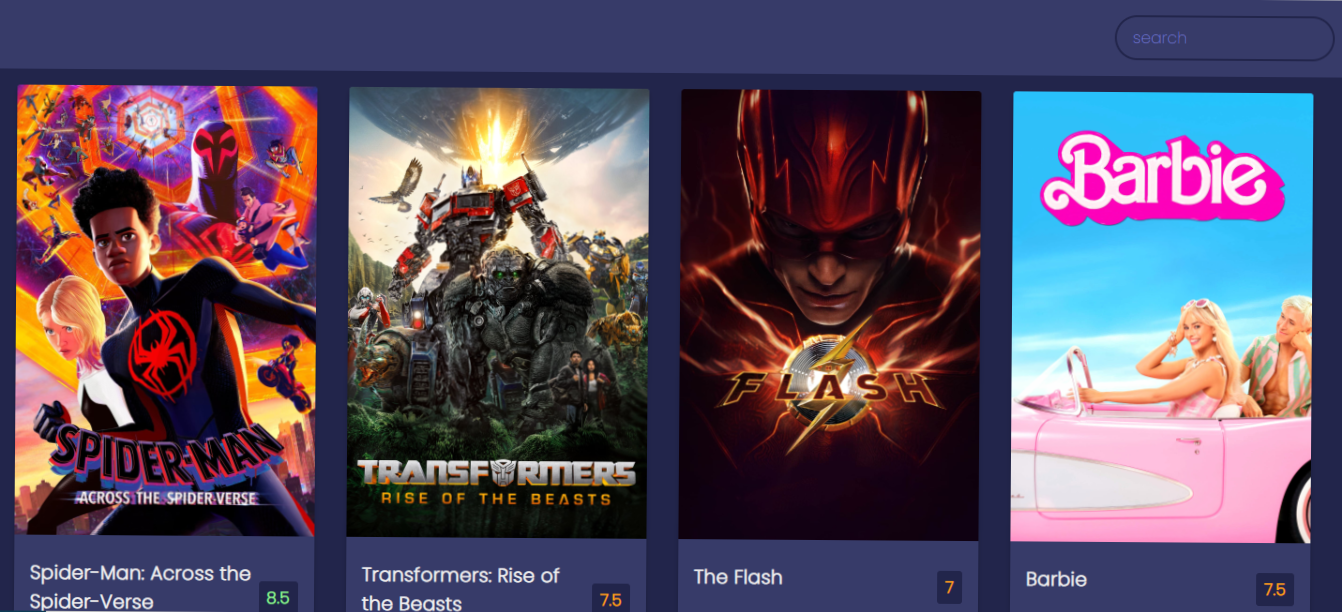 search
SPIDER-MAN
ACROSS THE SPIDER-VERSE
TRANSFORMERS
RISE OF THE BEASTS
FLASH
Barbie
Spider-Man: Across the
Spider-Verse
8.5
Transformers: Rise of
the Beasts
7.5
The Flash
7
Barbie
7.5